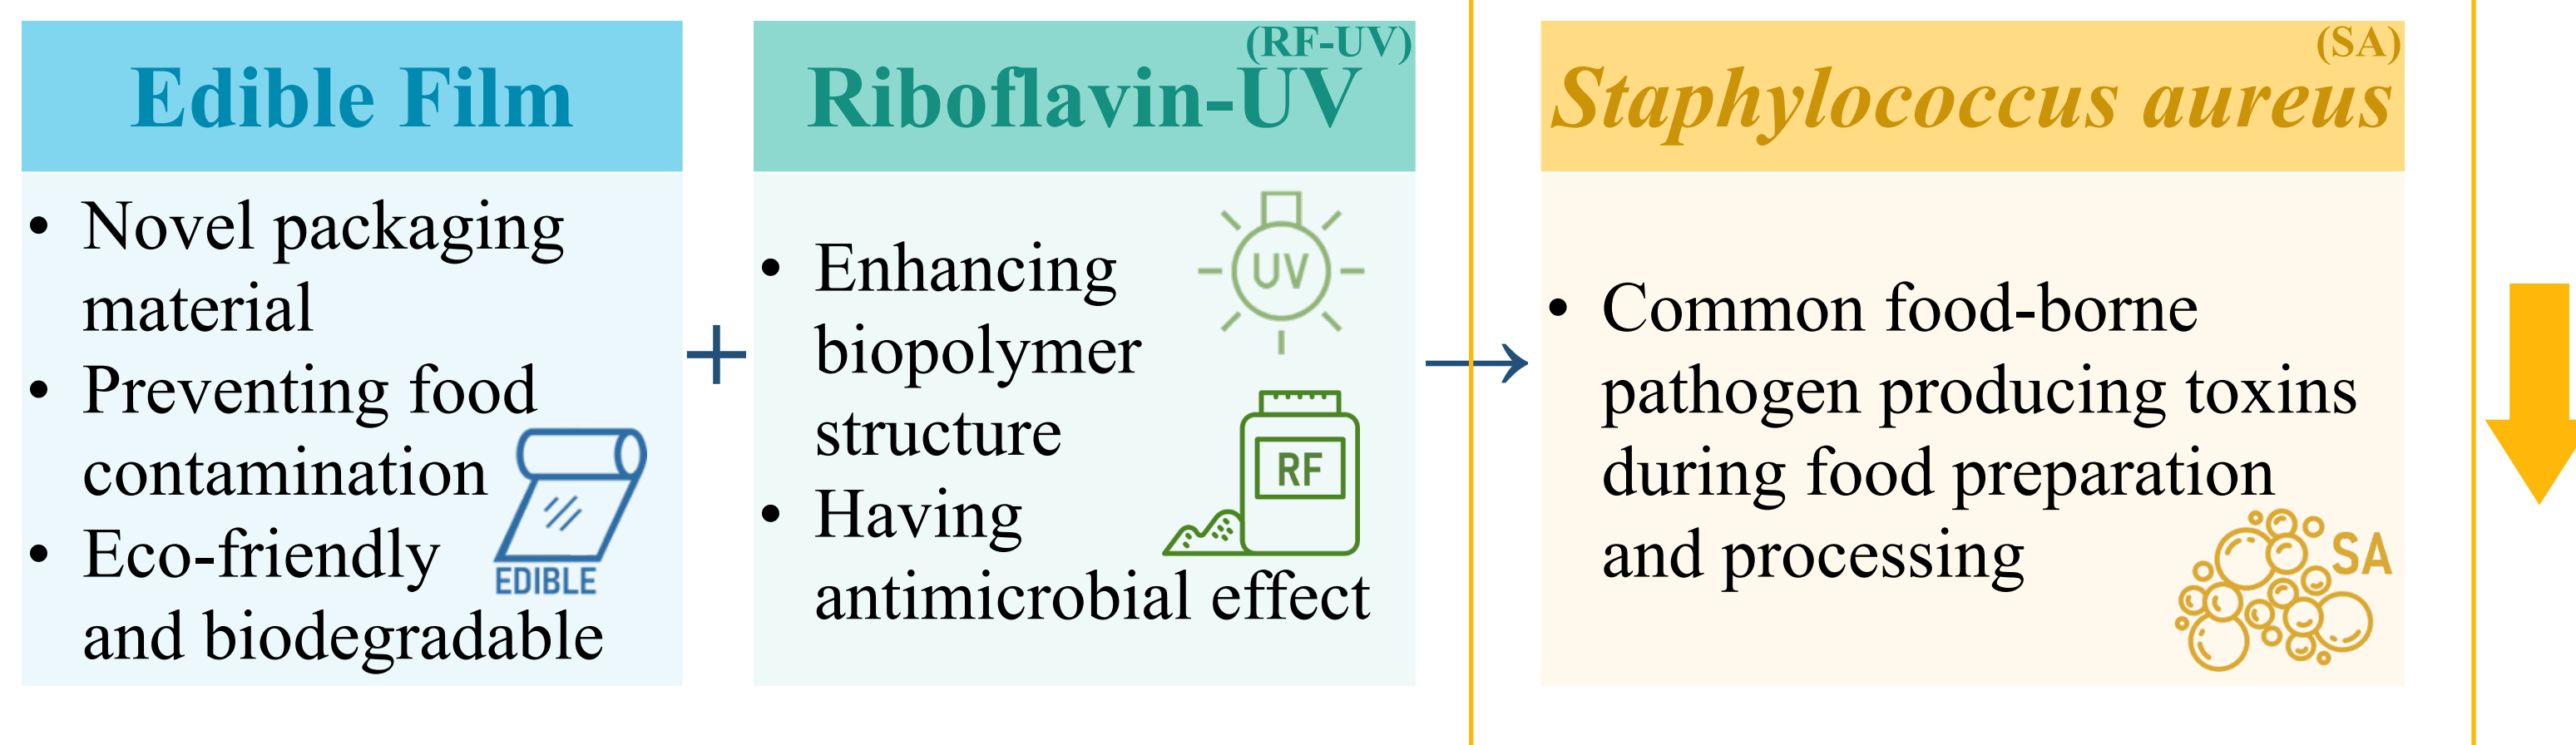 Edible Film
• Novel packaging
material
• Preventing food
contamination
• Eco-friendly
and biodegradable
EDIBLE
+
(RF-UV)
Riboflavin-UV
• Enhancing
biopolymer
structure
• Having
antimicrobial effect
UV
RF
→
(SA)
Staphylococcus aureus
• Common food-borne
pathogen producing toxins
during food preparation
and processing
SA